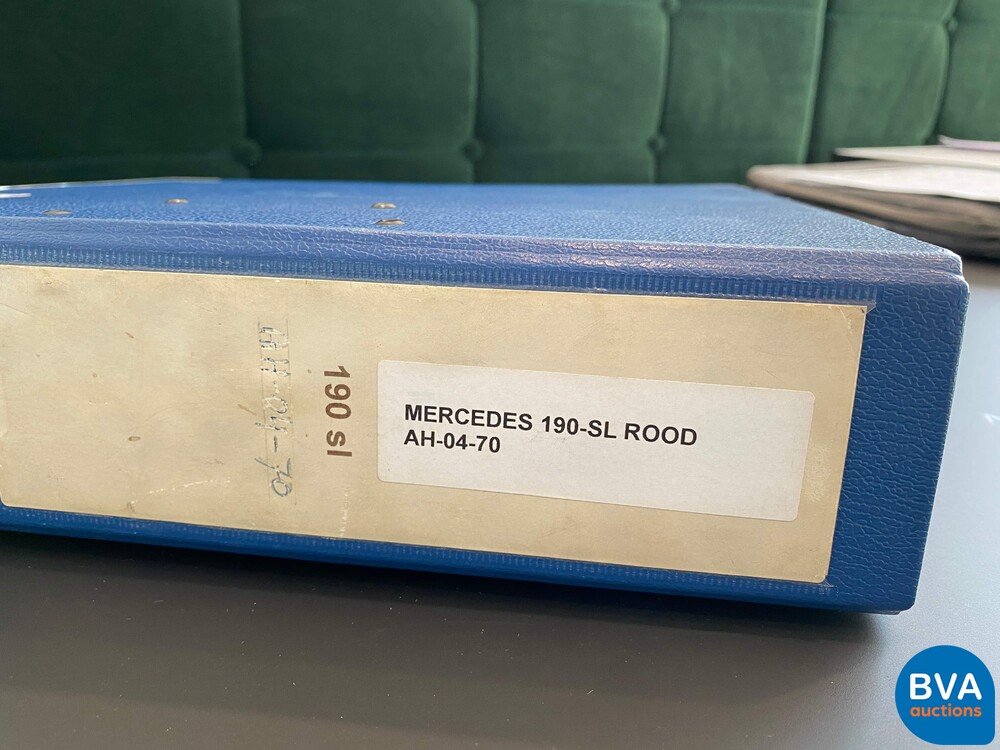 AH-04-70
190 sl
MERCEDES 190-SL ROOD
AH-04-70
BVA
auctions